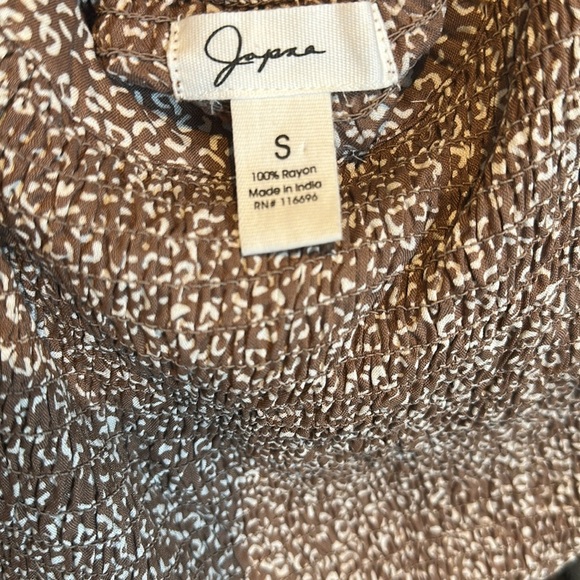 Japna
S
100% Rayon
Made in India
RN# 116696